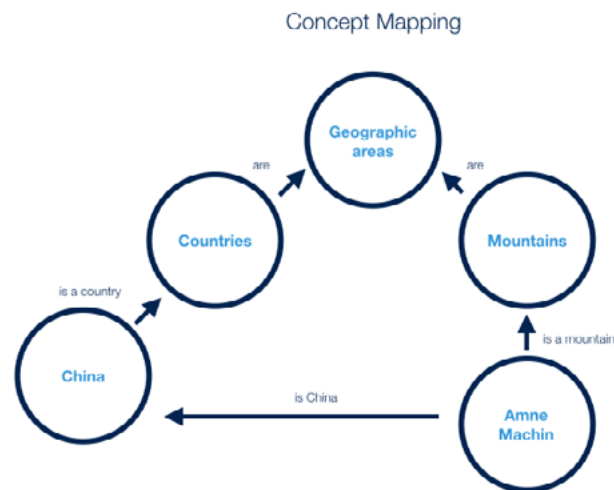 Concept Mapping
Geographic
areas
are
are
Countries
Mountains
is a country
is a mountain
China
is China
Amne
Machin